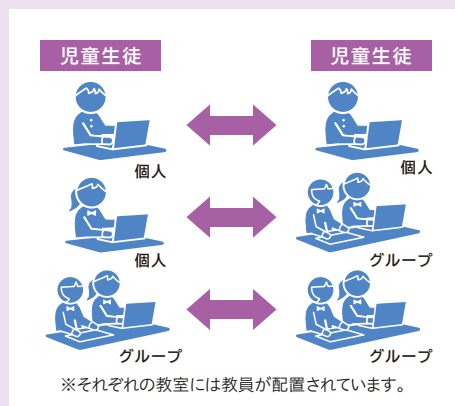 児童生徒 児童生徒
個人 個人
個人 グループ
グループ グループ
※それぞれの教室には教員が配置されています。